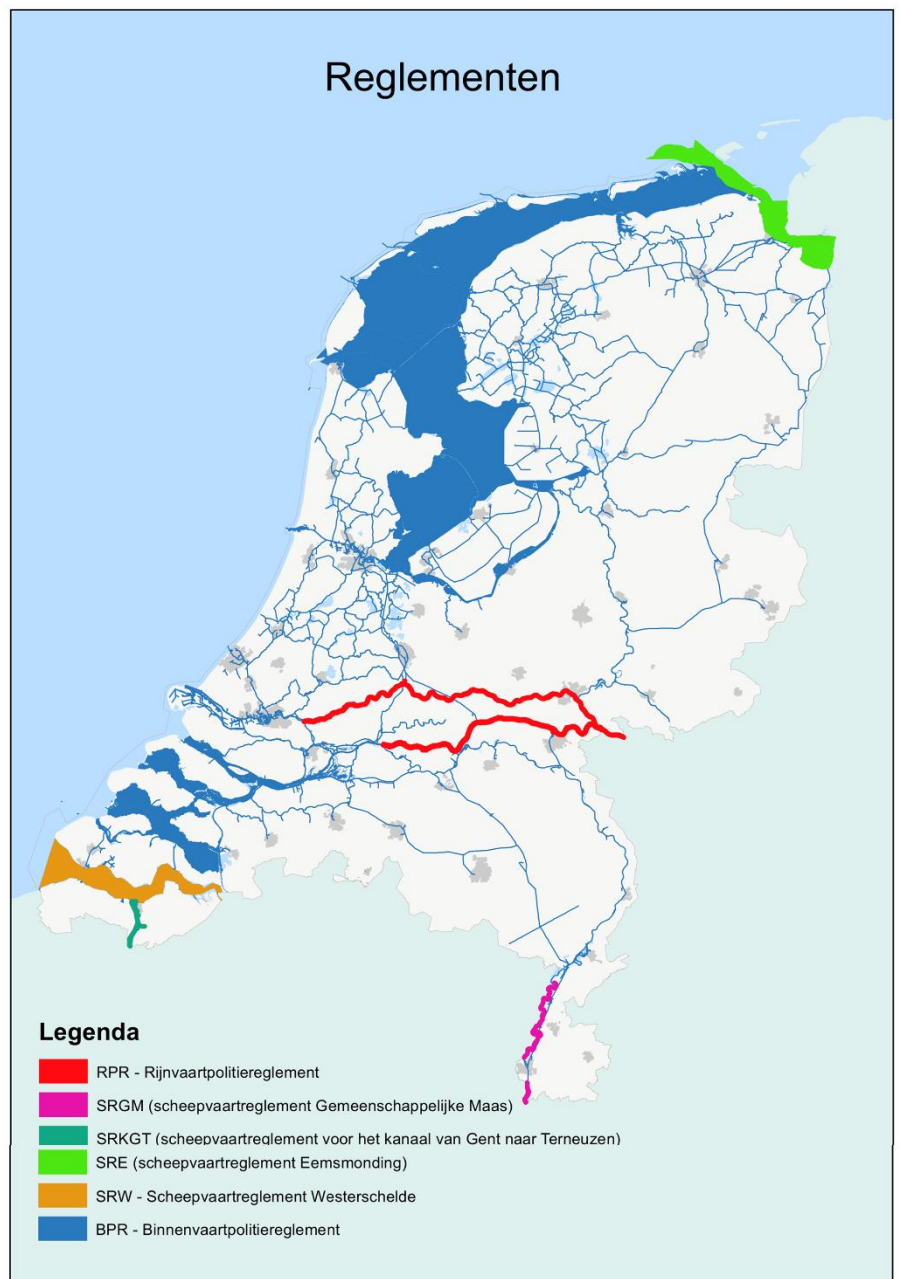 Reglementen
Legenda
RPR - Rijnvaartpolitiereglement
SRGM (scheepvaartreglement Gemeenschappelijke Maas)
SRKGT (scheepvaartreglement voor het kanaal van Gent naar Terneuzen)
SRE (scheepvaartreglement Eemsmonding)
SRW - Scheepvaartreglement Westerschelde
BPR - Binnenvaartpolitiereglement